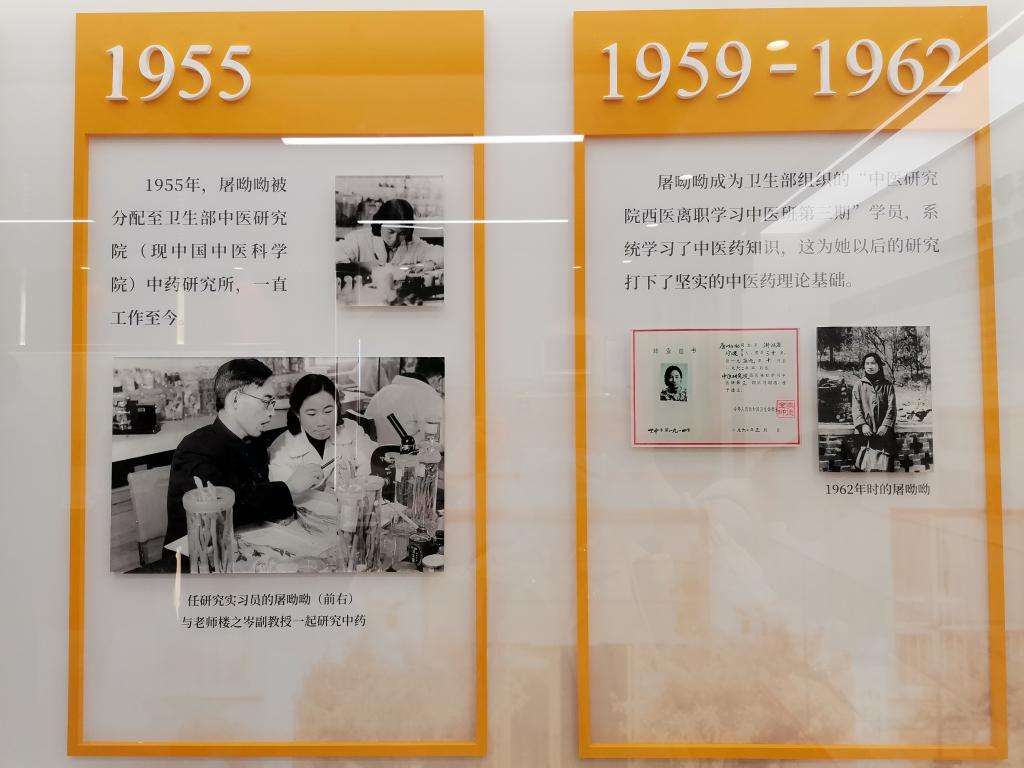 1955
1955年，屠呦呦被
分配至卫生部中医研究
院（现中国中医科学
院）中药研究所，一直
工作至今。
任研究实习员的屠呦呦（前右）
与老师楼之岑副教授一起研究中药
1959-1962
屠呦呦成为卫生部组织的“中医研究
院西医离职学习中医班第三期”学员，系
统学习了中医药知识，这为她以后的研究
打下了坚实的中医药理论基础。
1962年时的屠呦呦